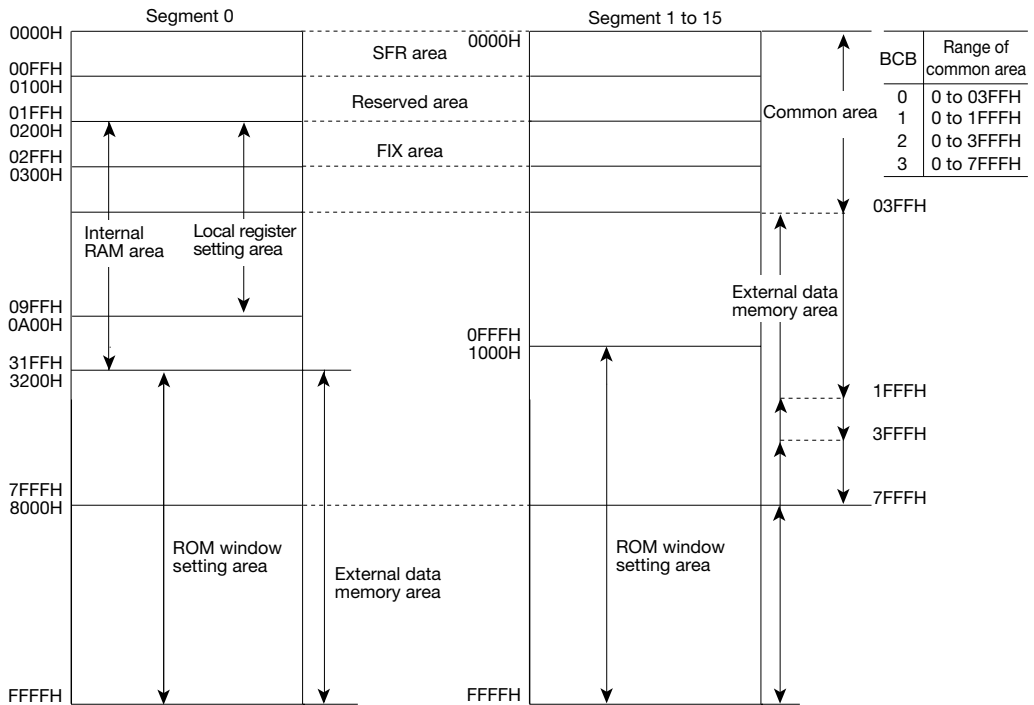 Segment 0
Segment 1 to 15
0000H
00FFH
0100H
01FFH
0200H
02FFH
0300H
09FFH
0A00H
31FFH
3200H
7FFFH
8000H
FFFFH
Internal
RAM area
Local register
setting area
ROM window
setting area
External data
memory area
SFR area
Reserved area
FIX area
0000H
0FFFH
1000H
FFFFH
ROM window
setting area
Common area
External data
memory area
03FFH
1FFFH
3FFFH
7FFFH
BCB Range of
common area
0 0 to 03FFH
1 0 to 1FFFH
2 0 to 3FFFH
3 0 to 7FFFH